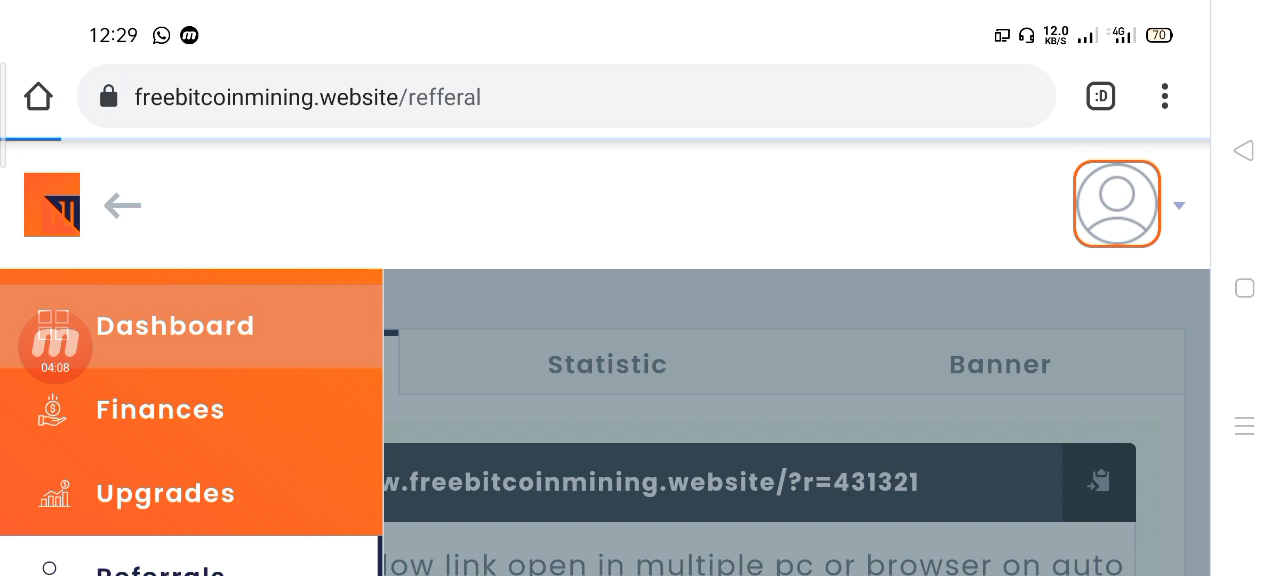 12:29
12.0
KB/S
4G
70
freebitcoinmining.website/refferal
:D
Dashboard
04:08
Statistic
Banner
Finances
w.freebitcoinmining.website/?r=431321
Upgrades
low link open in multiple pc or browser on auto
Referrals